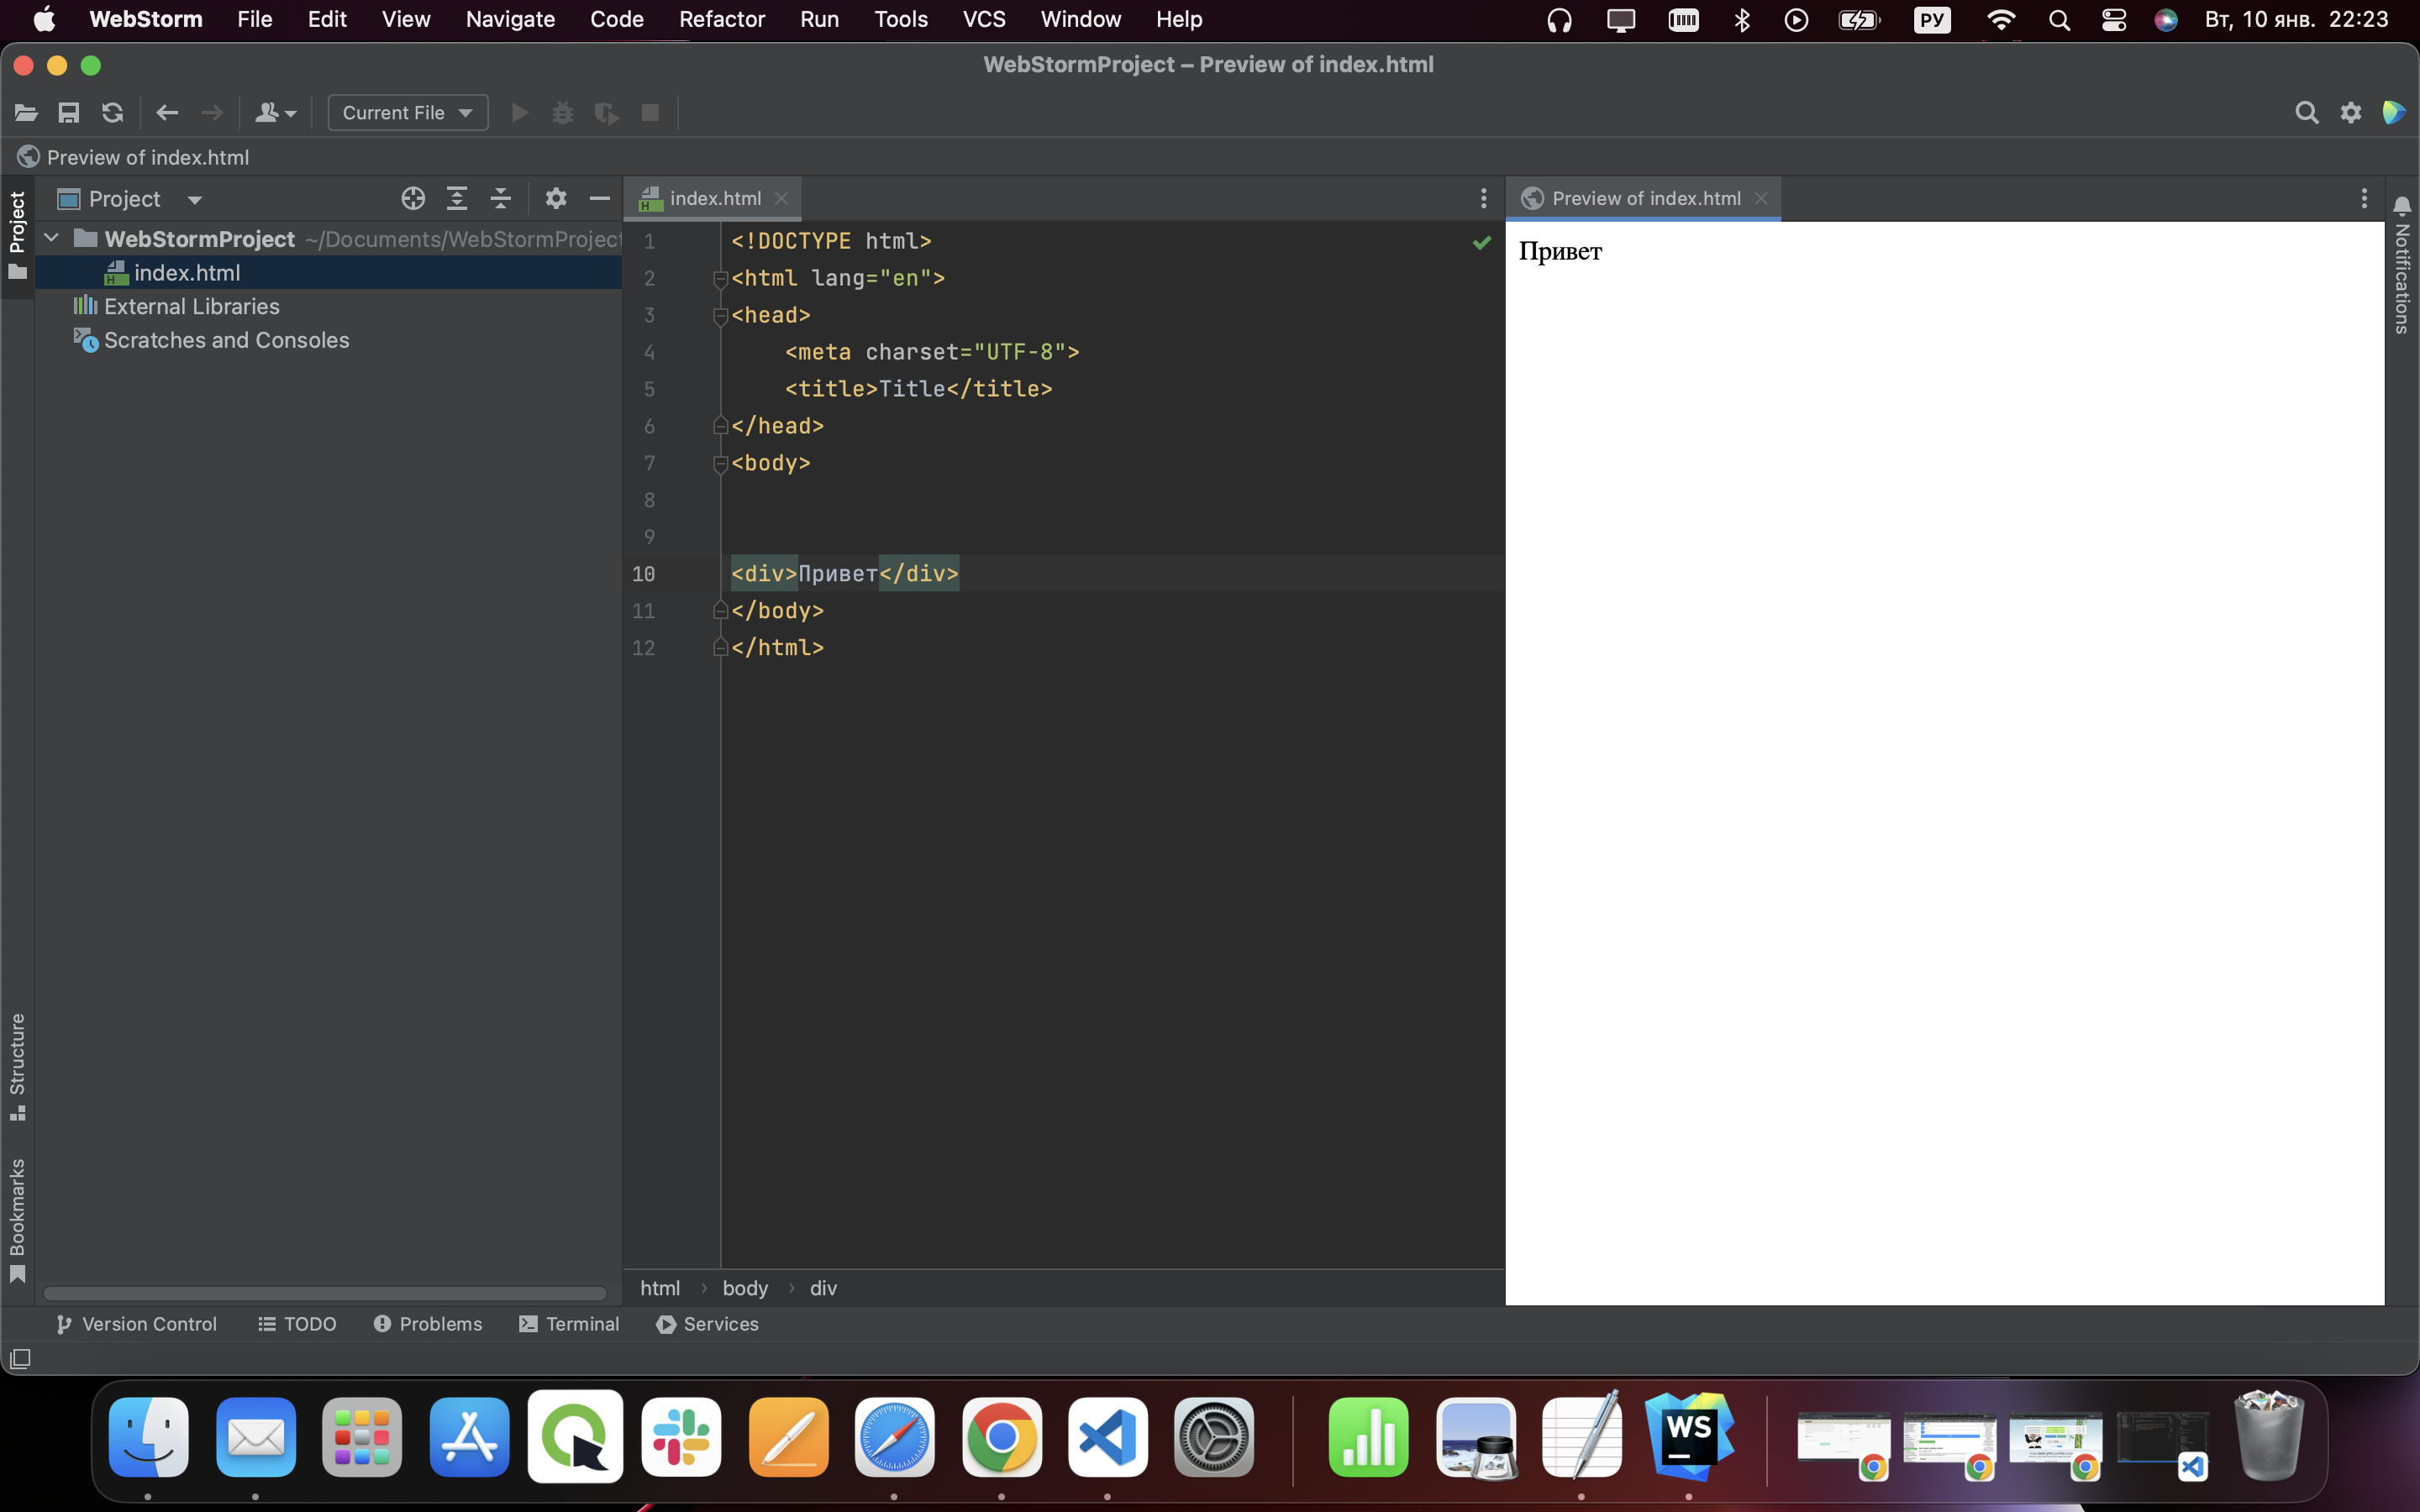 WebStorm File Edit View Navigate Code Refactor Run Tools VCS Window Help РУ Вт, 10 янв. 22:23
WebStormProject – Preview of index.html
Current File
Preview of index.html
Project
Project
WebStormProject ~/Documents/WebStormProject
index.html
External Libraries
Scratches and Consoles
Structure
Bookmarks
index.html
1 <!DOCTYPE html>
2 <html lang="en">
3 <head>
4 <meta charset="UTF-8">
5 <title>Title</title>
6 </head>
7 <body>
8
9
10 <div>Привет</div>
11 </body>
12 </html>
html › body › div
Preview of index.html
Привет
Notifications
Version Control TODO Problems Terminal Services
WS